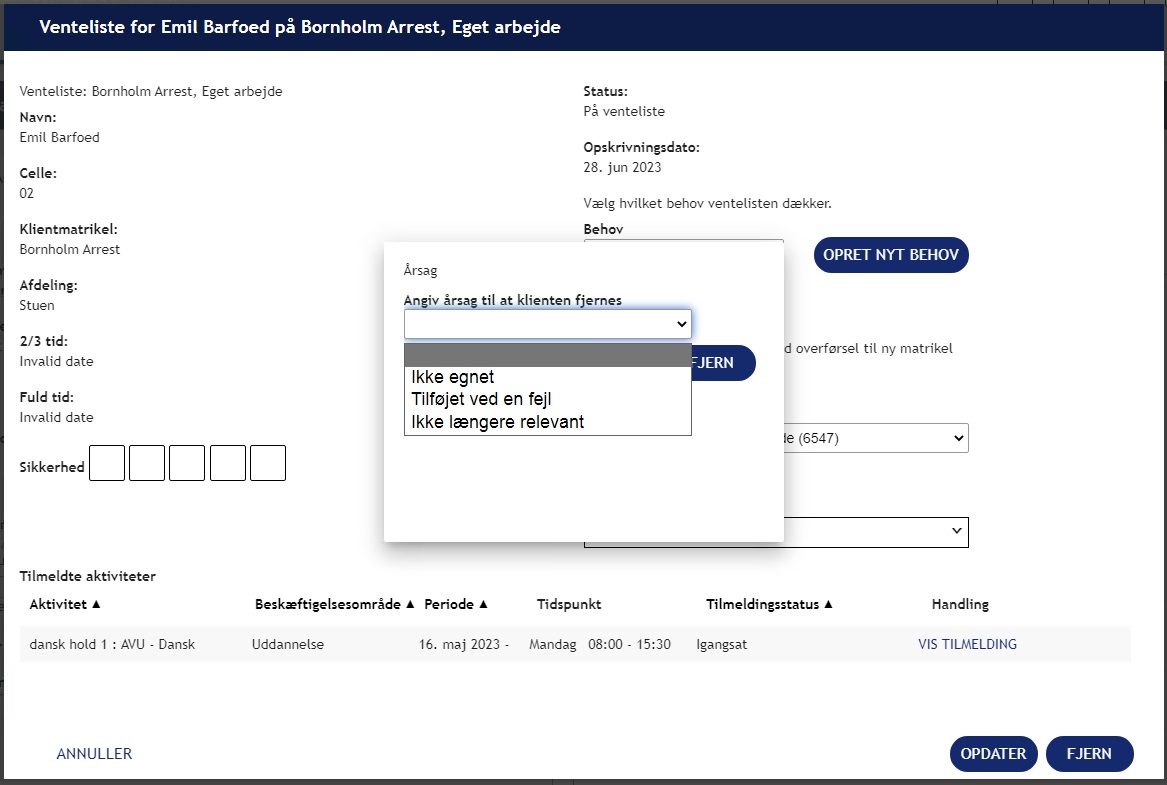 Venteliste for Emil Barfoed på Bornholm Arrest, Eget arbejde
Venteliste: Bornholm Arrest, Eget arbejde
Navn:
Emil Barfoed
Celle:
02
Klientmatrikel:
Bornholm Arrest
Afdeling:
Stuen
2/3 tid:
Invalid date
Fuld tid:
Invalid date
Sikkerhed
Status:
På venteliste
Opskrivningsdato:
28. jun 2023
Vælg hvilket behov ventelisten dækker.
Behov
OPRET NYT BEHOV
overførsel til ny matrikel
(6547)
Årsag
Angiv årsag til at klienten fjernes
FJERN
Ikke egnet
Tilføjet ved en fejl
Ikke længere relevant
Tilmeldte aktiviteter
Aktivitet ▲ Beskæftigelsesområde ▲ Periode ▲ Tidspunkt Tilmeldingsstatus ▲ Handling
dansk hold 1 : AVU - Dansk Uddannelse 16. maj 2023 - Mandag 08:00 - 15:30 Igangsat VIS TILMELDING
ANNULLER OPDATER FJERN